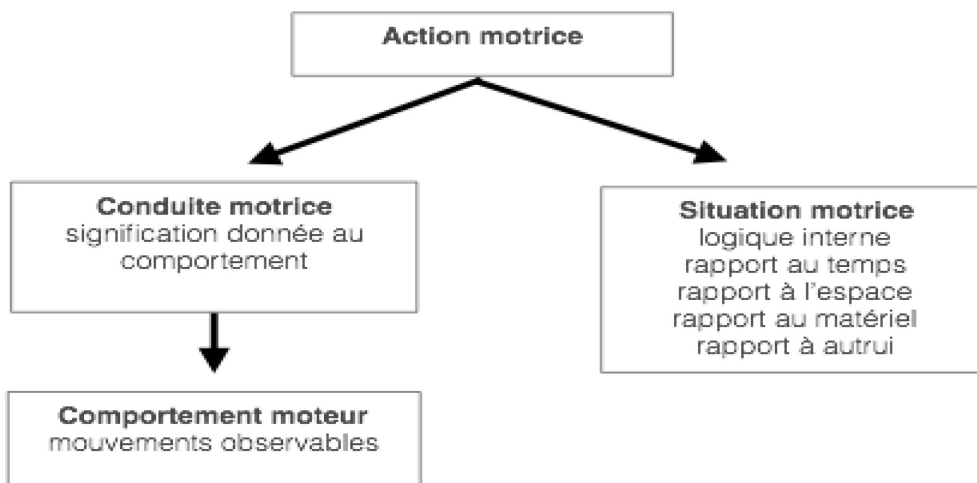 Action motrice
Conduite motrice
signification donnée au
comportement
Situation motrice
logique interne
rapport au temps
rapport à l'espace
rapport au matériel
rapport à autrui
Comportement moteur
mouvements observables